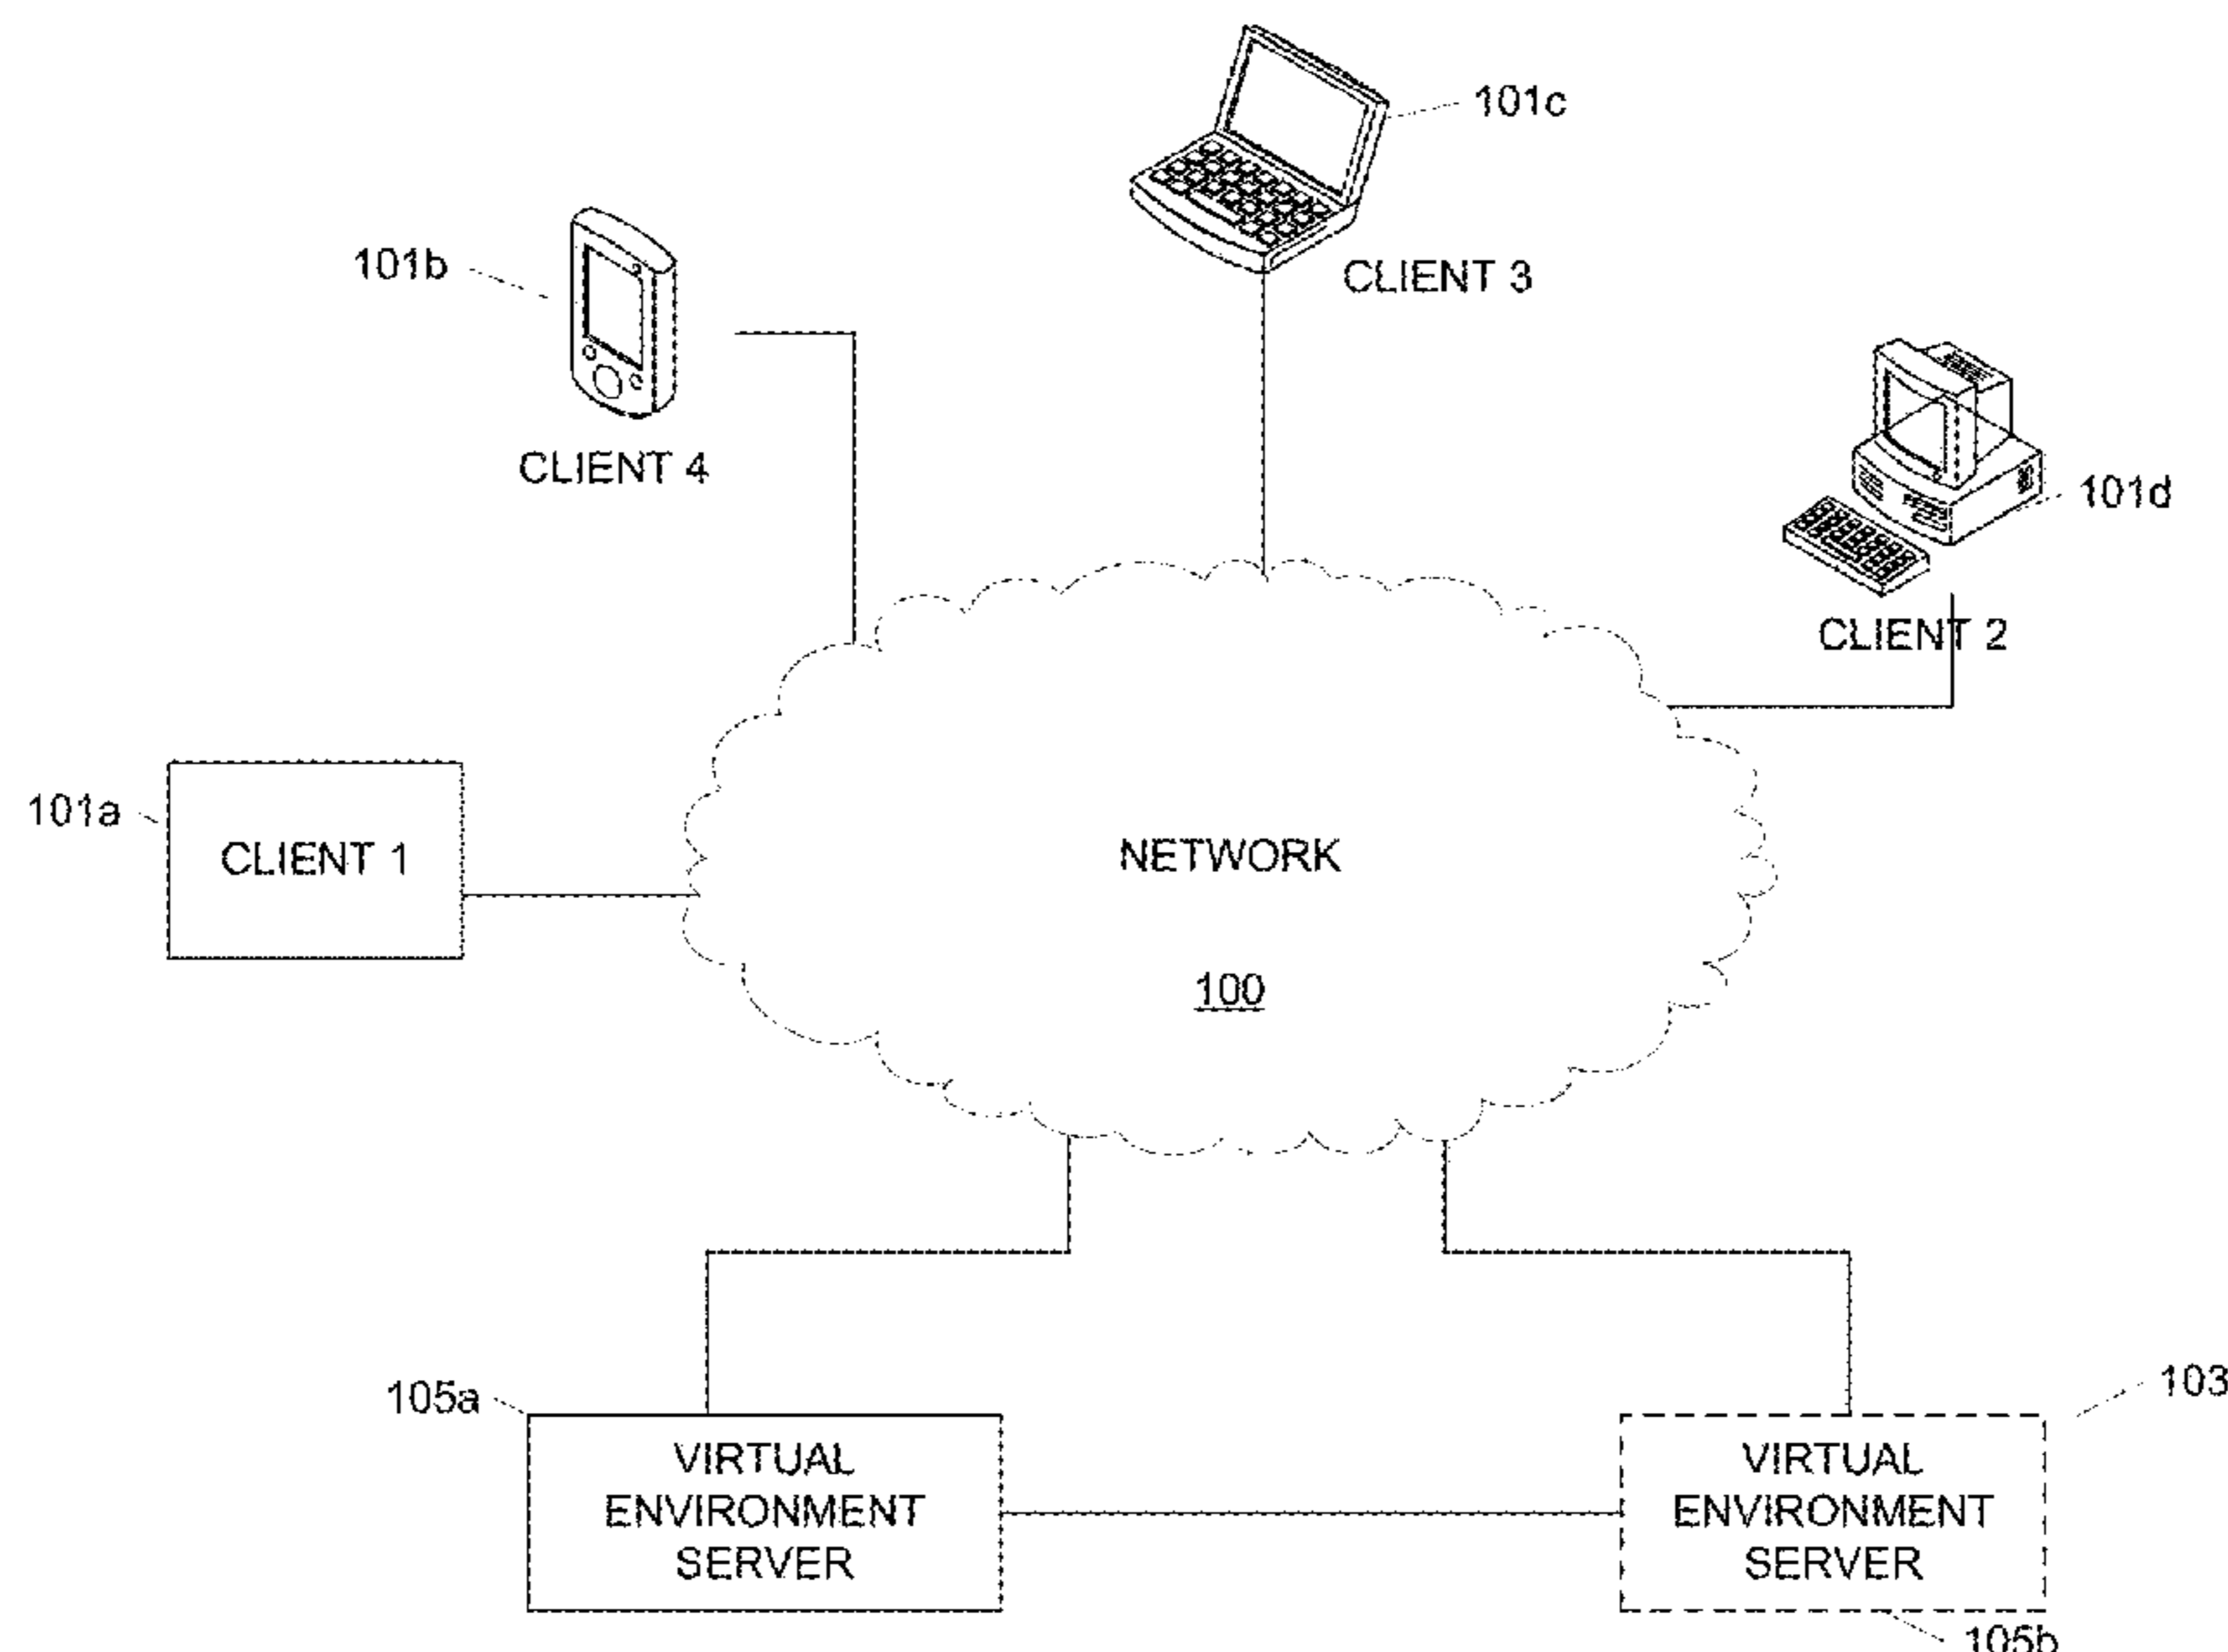 101c
101b
CLIENT 3
CLIENT 4
101d
CLIENT 2
101a
CLIENT 1
NETWORK
100
103
105a
VIRTUAL
ENVIRONMENT
SERVER
VIRTUAL
ENVIRONMENT
SERVER
105b